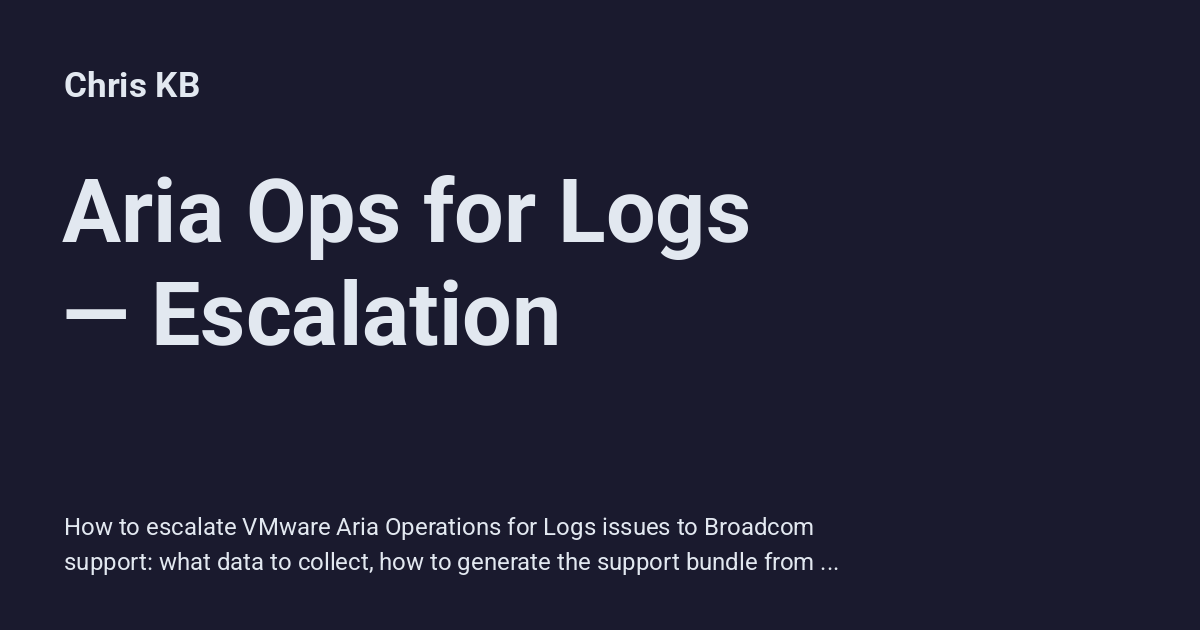 Chris KB
Aria Ops for Logs
— Escalation
How to escalate VMware Aria Operations for Logs issues to Broadcom
support: what data to collect, how to generate the support bundle from ...